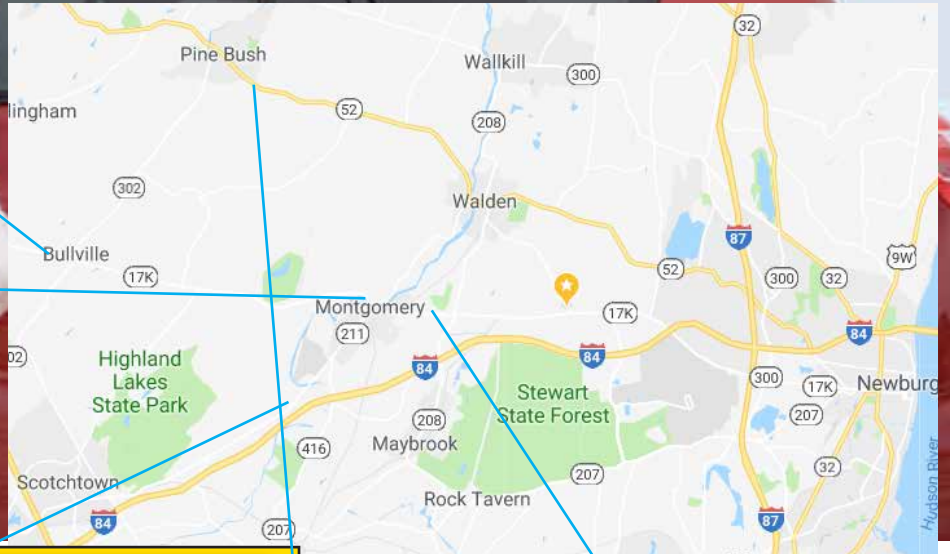 32
Pine Bush
Wallkill
300
lingham
52
208
302
Walden
87
Bullville
9W
52
17K
300
32
Montgomery
17K
211
84
02
84
84
Highland
Lakes
State Park
300
17K
Newburg
Stewart
State Forest
207
208
Maybrook
416
32
207
Scotchtown
Rock Tavern
84
87
207
Hudson River